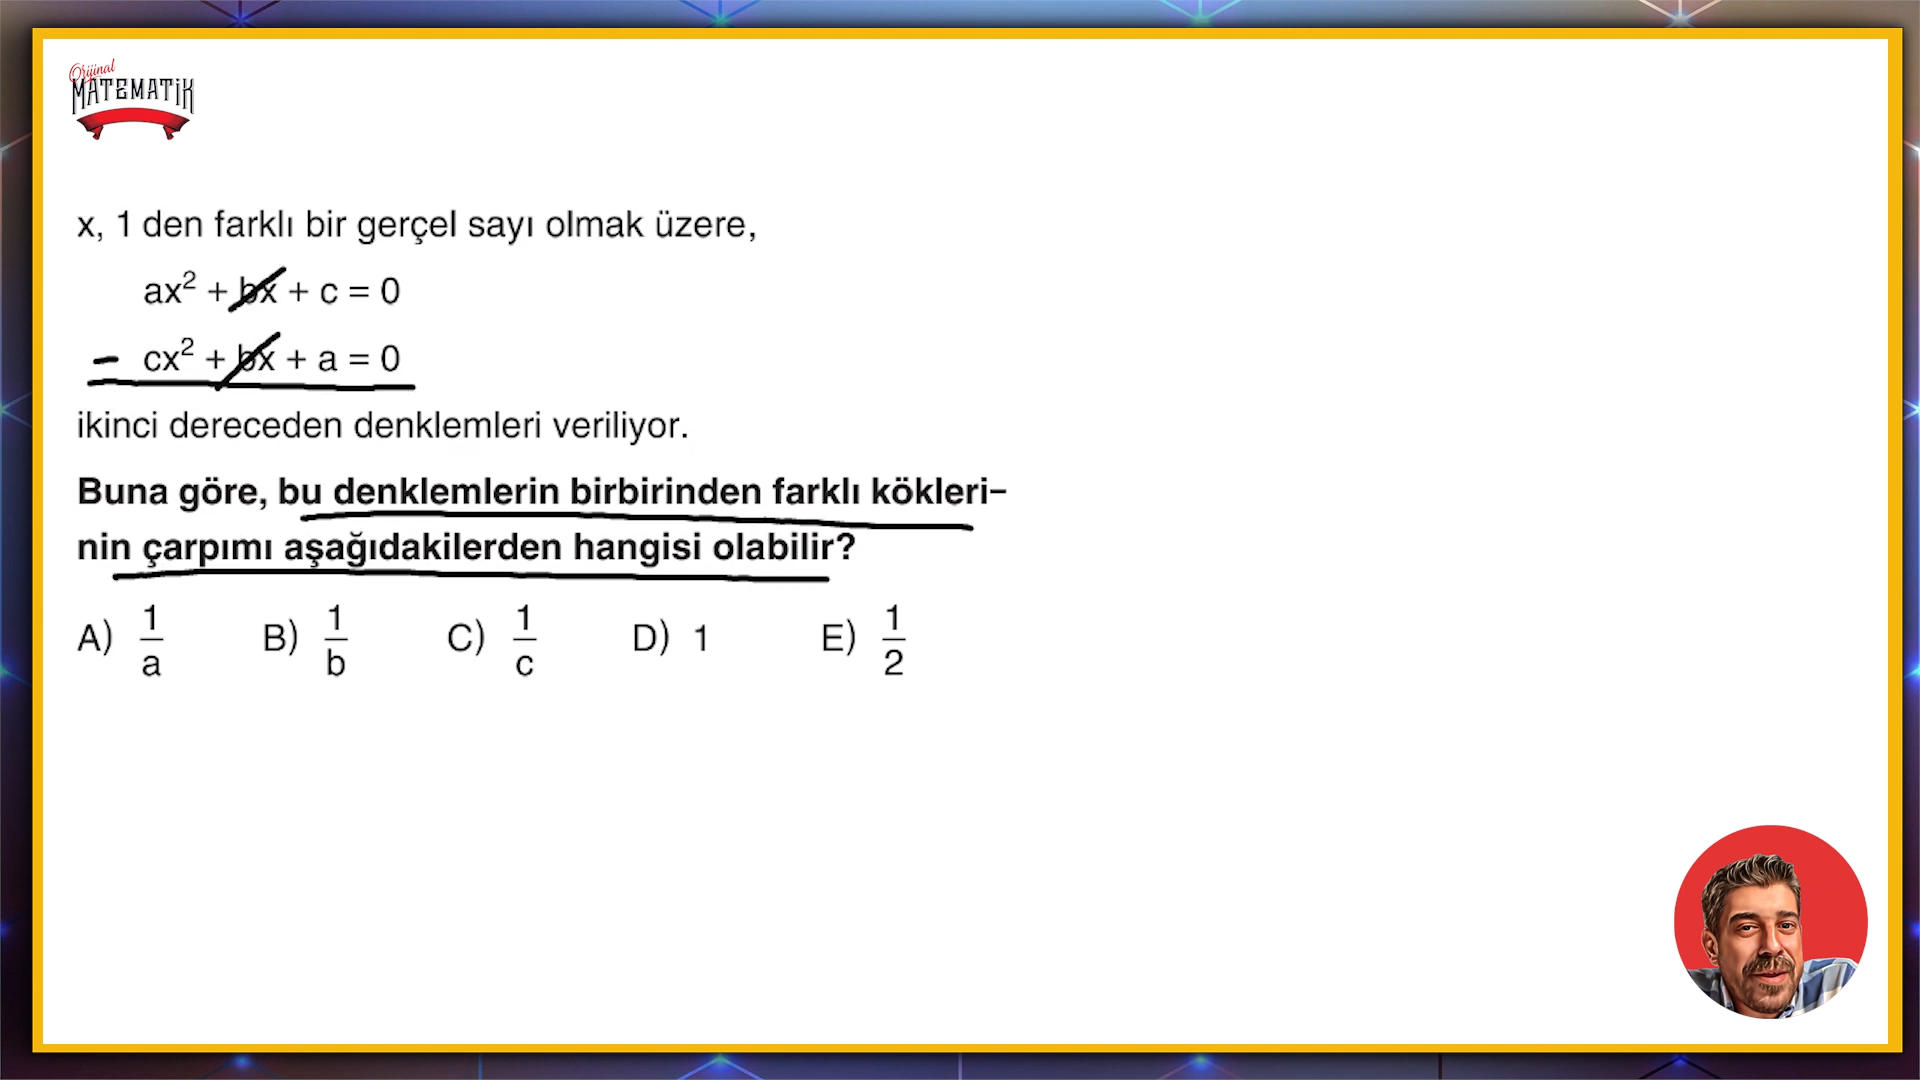 Orijinal
MATEMATİK
x, 1 den farklı bir gerçel sayı olmak üzere,
ax² + bx + c = 0
- cx² + bx + a = 0
ikinci dereceden denklemleri veriliyor.
Buna göre, bu denklemlerin birbirinden farklı kökleri-
nin çarpımı aşağıdakilerden hangisi olabilir?
A) 1/a B) 1/b C) 1/c D) 1 E) 1/2